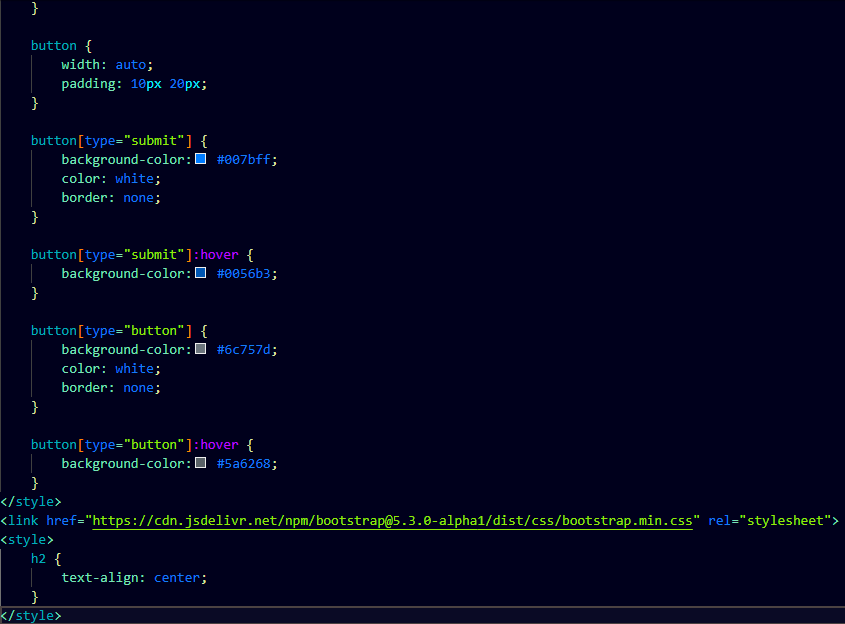 }
button {
width: auto;
padding: 10px 20px;
}
button[type="submit"] {
background-color: #007bff;
color: white;
border: none;
}
button[type="submit"]:hover {
background-color: #0056b3;
}
button[type="button"] {
background-color: #6c757d;
color: white;
border: none;
}
button[type="button"]:hover {
background-color: #5a6268;
}
</style>
<link href="https://cdn.jsdelivr.net/npm/bootstrap@5.3.0-alpha1/dist/css/bootstrap.min.css" rel="stylesheet">
<style>
h2 {
text-align: center;
}
</style>